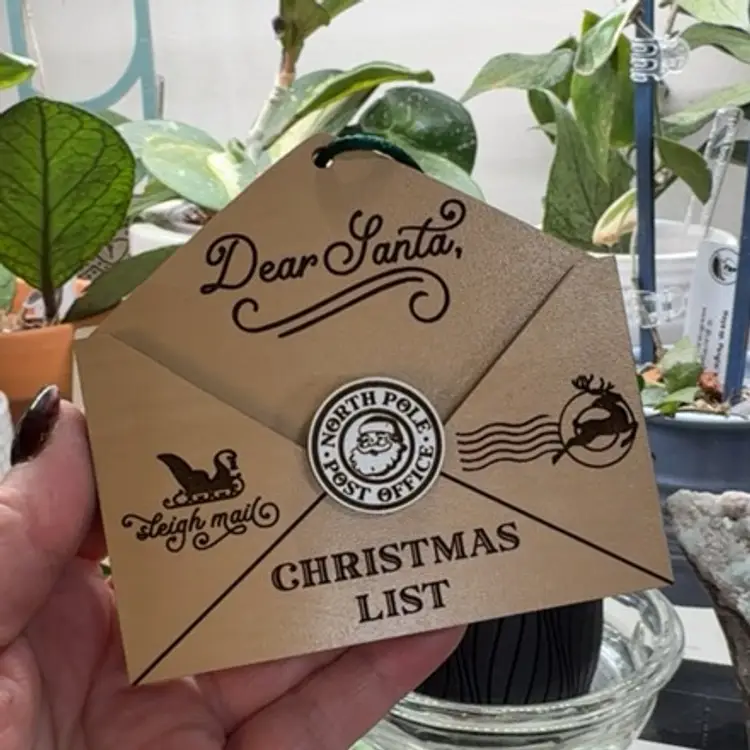 Dear Santa,
NORTH POLE
POST OFFICE
sleigh mail
CHRISTMAS
LIST